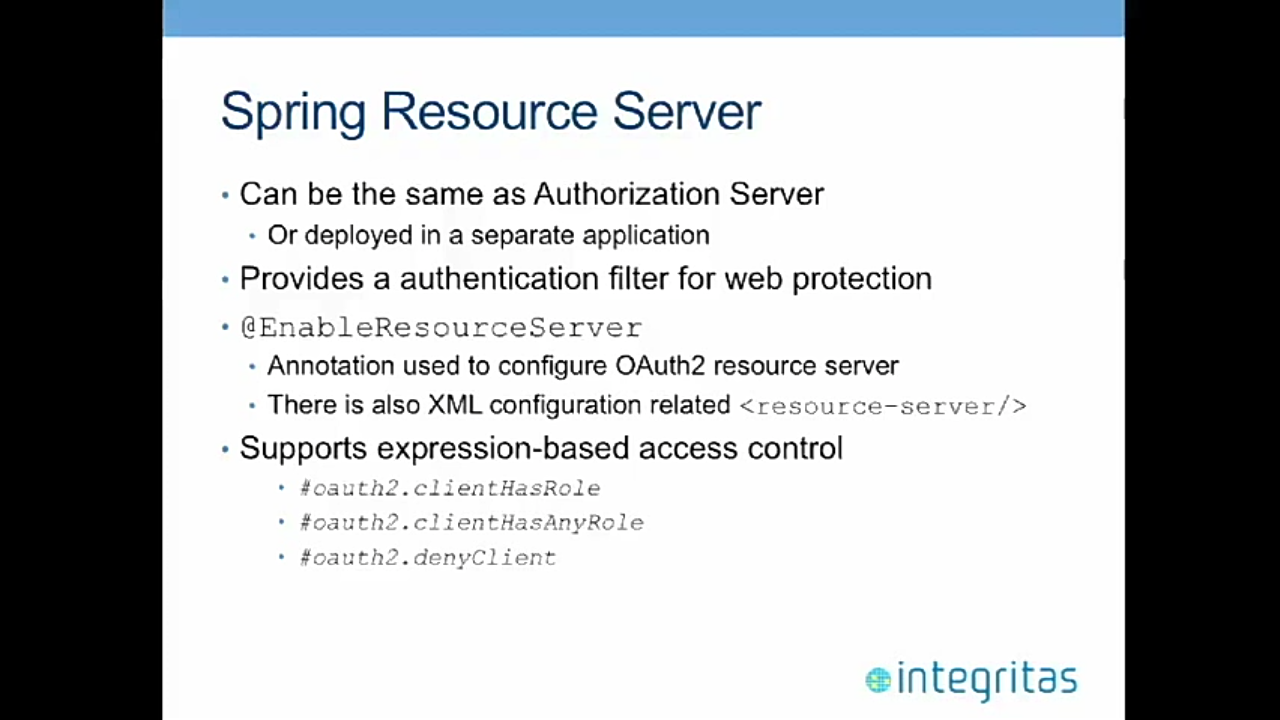 Spring Resource Server
• Can be the same as Authorization Server
• Or deployed in a separate application
• Provides a authentication filter for web protection
• @EnableResourceServer
• Annotation used to configure OAuth2 resource server
• There is also XML configuration related <resource-server/>
• Supports expression-based access control
• #oauth2.clientHasRole
• #oauth2.clientHasAnyRole
• #oauth2.denyClient
integritas